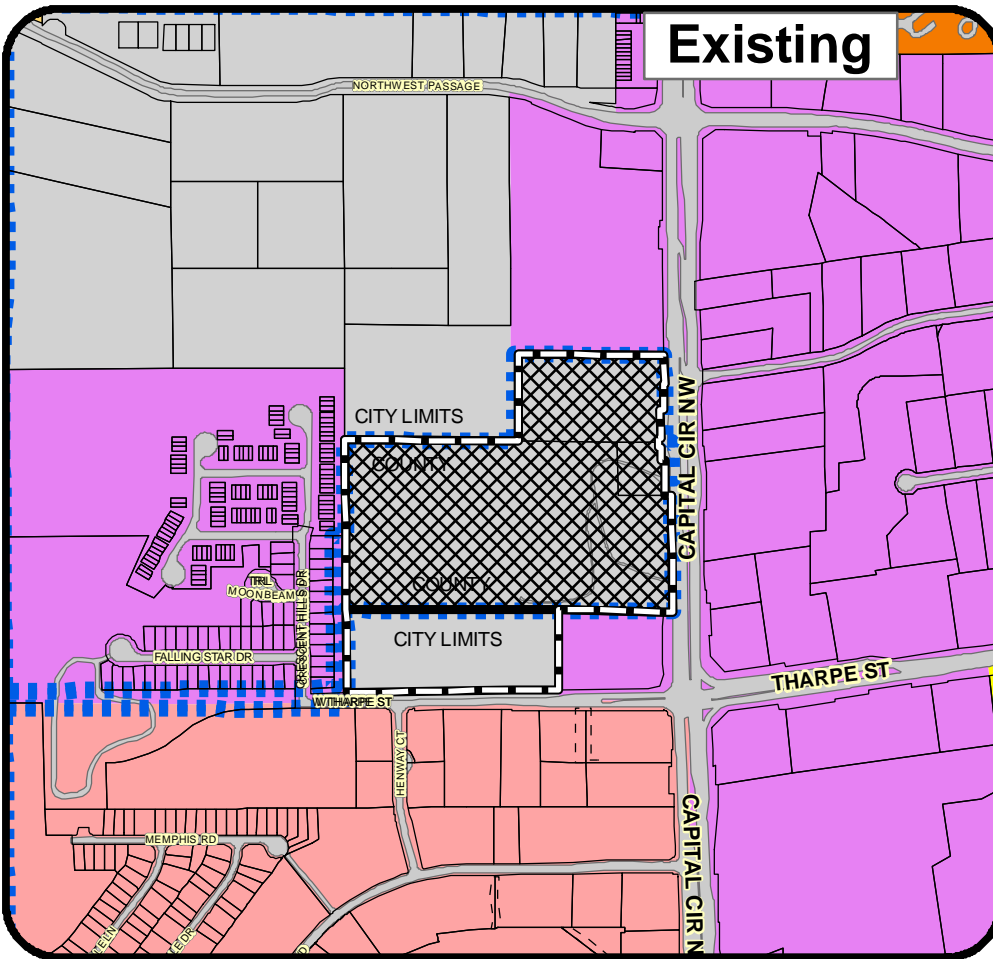 Existing
NORTHWEST PASSAGE
CITY LIMITS
COUNTY
CAPITAL CIR NW
COUNTY
TRL
MOONBEAM
CRESCENT HILLS DR
CITY LIMITS
FALLING STAR DR
THARPE ST
W THARPE ST
HENWAY CT
MEMPHIS RD
CAPITAL CIR N